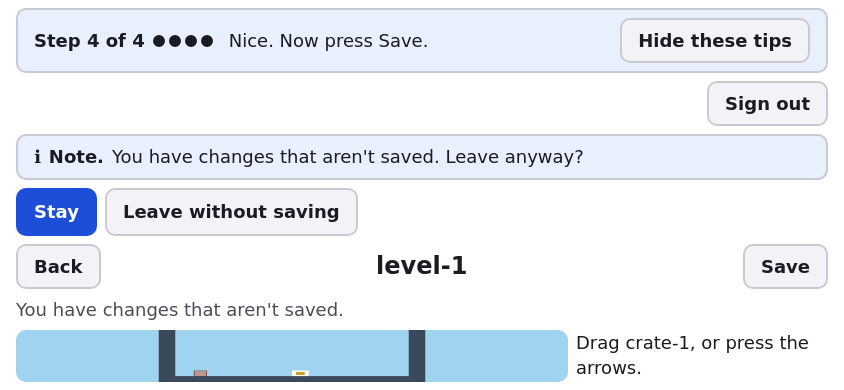 Step 4 of 4 ●●●● Nice. Now press Save. Hide these tips
Sign out
ℹ Note. You have changes that aren't saved. Leave anyway?
Stay Leave without saving
Back level-1 Save
You have changes that aren't saved.
Drag crate-1, or press the
arrows.